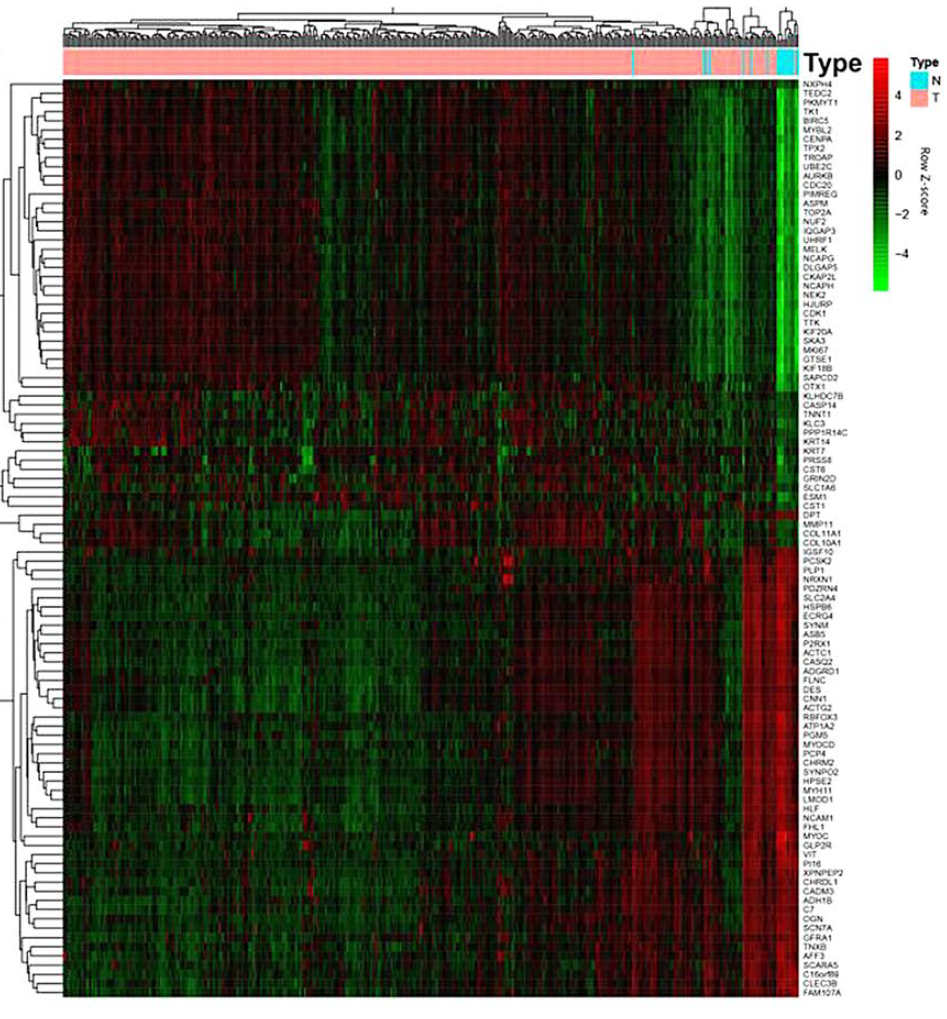 Type
Type
N
T
4
2
0
−2
−4
Row Z-score
NXPH4
TEDC2
PKMYT1
TK1
BIRC5
MYBL2
CENPA
TPX2
TROAP
UBE2C
AURKB
CDC20
PIMREG
ASPM
TOP2A
NUF2
IQGAP3
UHRF1
MELK
NCAPG
DLGAP5
CKAP2L
NCAPH
NEK2
HJURP
CDK1
TTK
KIF20A
SKA3
MKI67
GTSE1
KIF18B
SAPCD2
OTX1
KLHDC7B
CASP14
TNNT1
KLC3
PPP1R14C
KRT14
KRT7
PRSS8
CST6
GRIN2D
SLC1A6
ESM1
CST1
DPT
MMP11
COL11A1
COL10A1
IGSF10
PCSK2
PLP1
NRXN1
PDZRN4
SLC2A4
HSPB6
ECRG4
SYNM
ASB5
P2RX1
ACTC1
CASQ2
ADGRD1
FLNC
DES
CNN1
ACTG2
RBFOX3
ATP1A2
PGM5
MYOCD
PCP4
CHRM2
SYNPO2
HPSE2
MYH11
LMOD1
HLF
NCAM1
FHL1
MYOC
GLP2R
VIT
PI16
XPNPEP2
CHRDL1
CADM3
ADH1B
C7
OGN
SCN7A
GFRA1
TNXB
AFF3
SCARA5
C16orf89
CLEC3B
FAM107A